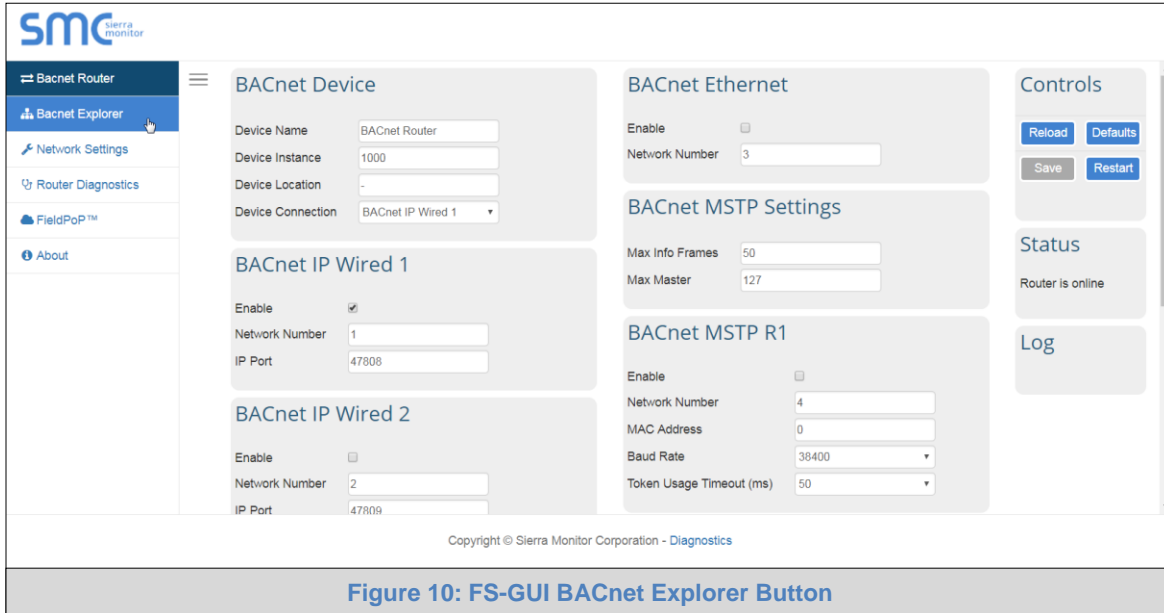 SMC sierra
monitor
Bacnet Router
Bacnet Explorer
Network Settings
Router Diagnostics
FieldPoP™
About
BACnet Device
Device Name BACnet Router
Device Instance 1000
Device Location -
Device Connection BACnet IP Wired 1
BACnet IP Wired 1
Enable
Network Number 1
IP Port 47808
BACnet IP Wired 2
Enable
Network Number 2
IP Port 47809
BACnet Ethernet
Enable
Network Number 3
BACnet MSTP Settings
Max Info Frames 50
Max Master 127
BACnet MSTP R1
Enable
Network Number 4
MAC Address 0
Baud Rate 38400
Token Usage Timeout (ms) 50
Controls
Reload Defaults
Save Restart
Status
Router is online
Log
Copyright © Sierra Monitor Corporation - Diagnostics
Figure 10: FS-GUI BACnet Explorer Button